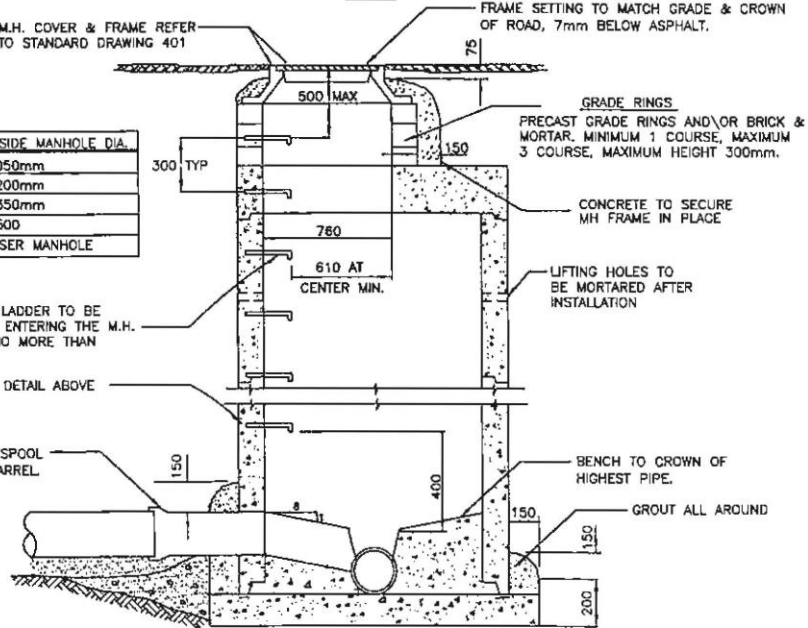 M.H. COVER & FRAME REFER
TO STANDARD DRAWING 401
FRAME SETTING TO MATCH GRADE & CROWN
OF ROAD, 7mm BELOW ASPHALT.
75
500 MAX
GRADE RINGS
PRECAST GRADE RINGS AND\OR BRICK &
MORTAR. MINIMUM 1 COURSE, MAXIMUM
3 COURSE, MAXIMUM HEIGHT 300mm.
SIDE MANHOLE DIA.
050mm
200mm
350mm
500
SER MANHOLE
300 TYP
150
CONCRETE TO SECURE
MH FRAME IN PLACE
760
610 AT
CENTER MIN.
LIFTING HOLES TO
BE MORTARED AFTER
INSTALLATION
LADDER TO BE
ENTERING THE M.H.
NO MORE THAN
DETAIL ABOVE
SPOOL
ARREL.
150
8
1
400
BENCH TO CROWN OF
HIGHEST PIPE.
150
GROUT ALL AROUND
150
200